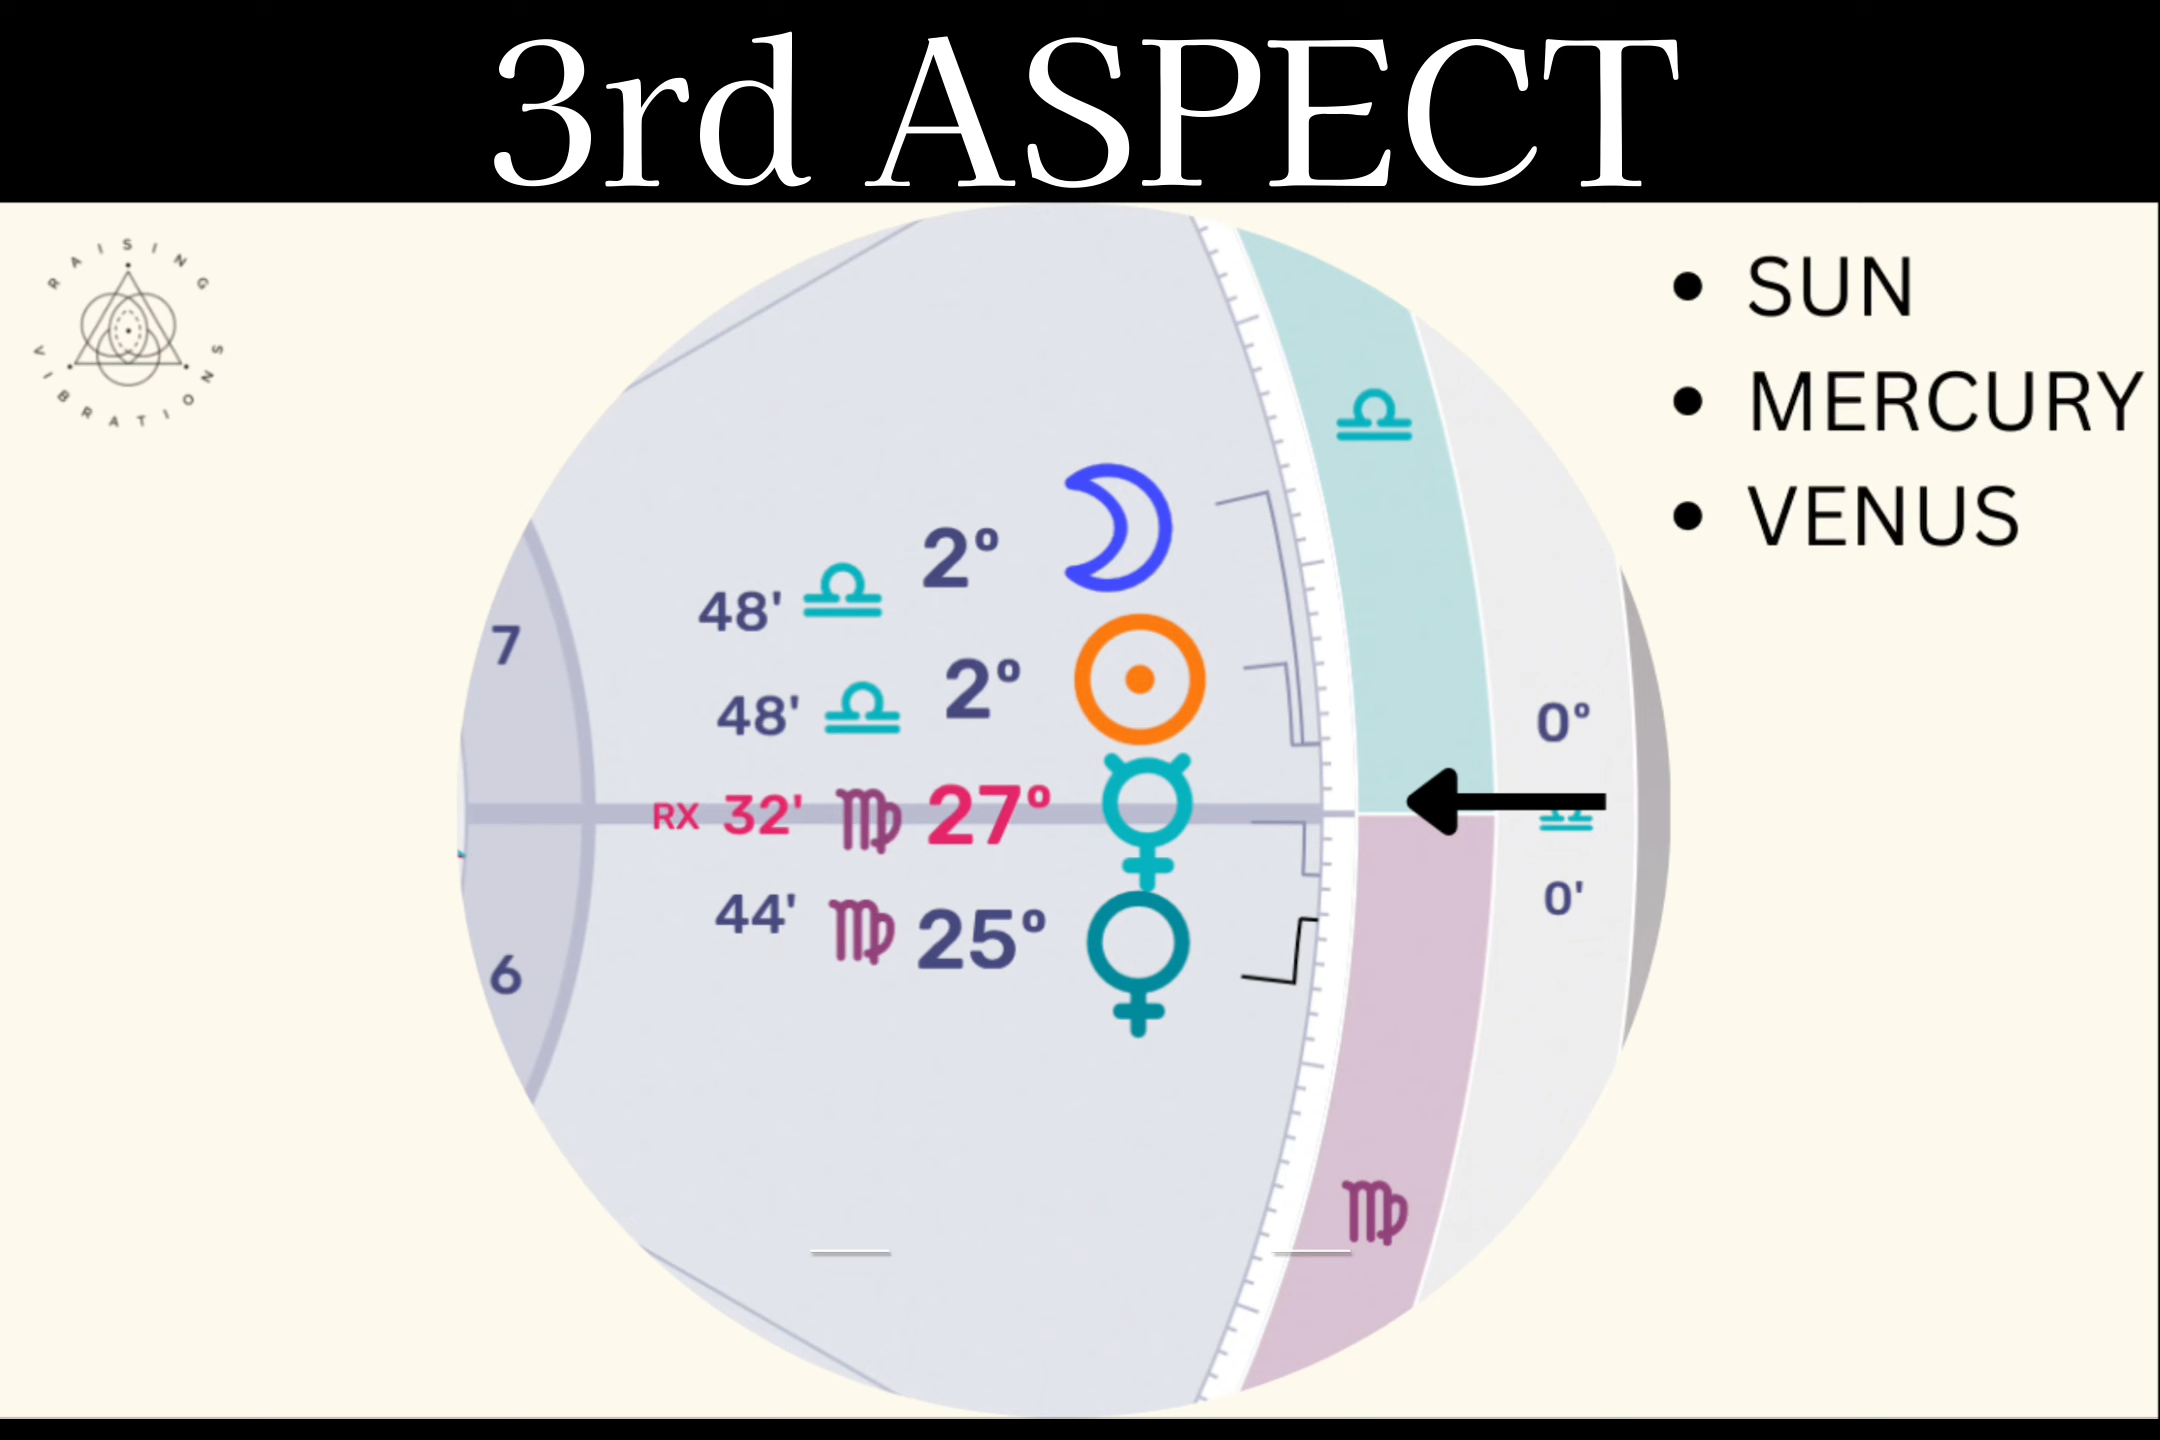 3rd ASPECT
RAISING
VIBRATIONS
• SUN
• MERCURY
• VENUS
2°
48' ♎
2°
48' ♎
RX 32' ♍ 27°
44' ♍ 25°
7
6
♎
0°
♎
0'
♍